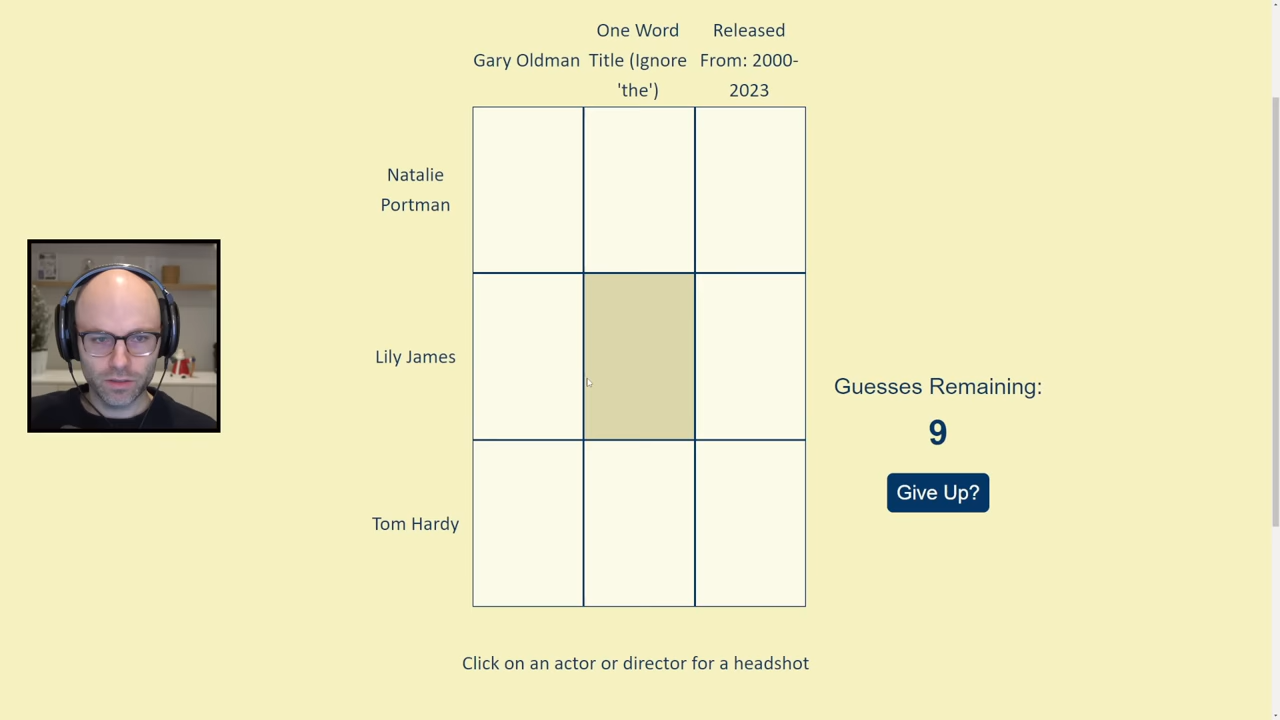 Gary Oldman
One Word
Title (Ignore
'the')
Released
From: 2000-
2023
Natalie
Portman
Lily James
Tom Hardy
Guesses Remaining:
9
Give Up?
Click on an actor or director for a headshot